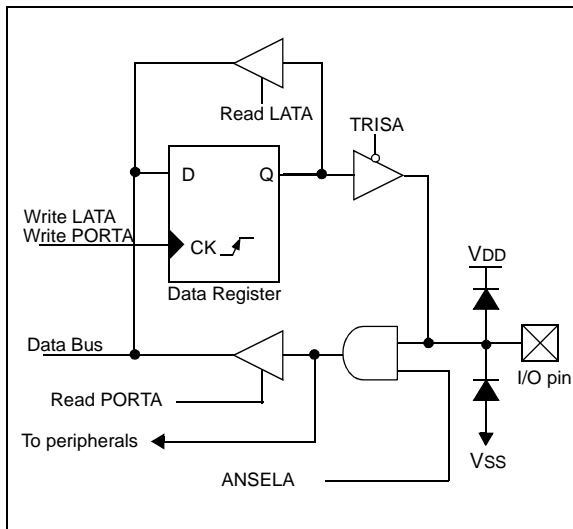 Read LATA
TRISA
D
Q
Write LATA
Write PORTA
CK
Data Register
VDD
Data Bus
I/O pin
Read PORTA
To peripherals
VSS
ANSELA